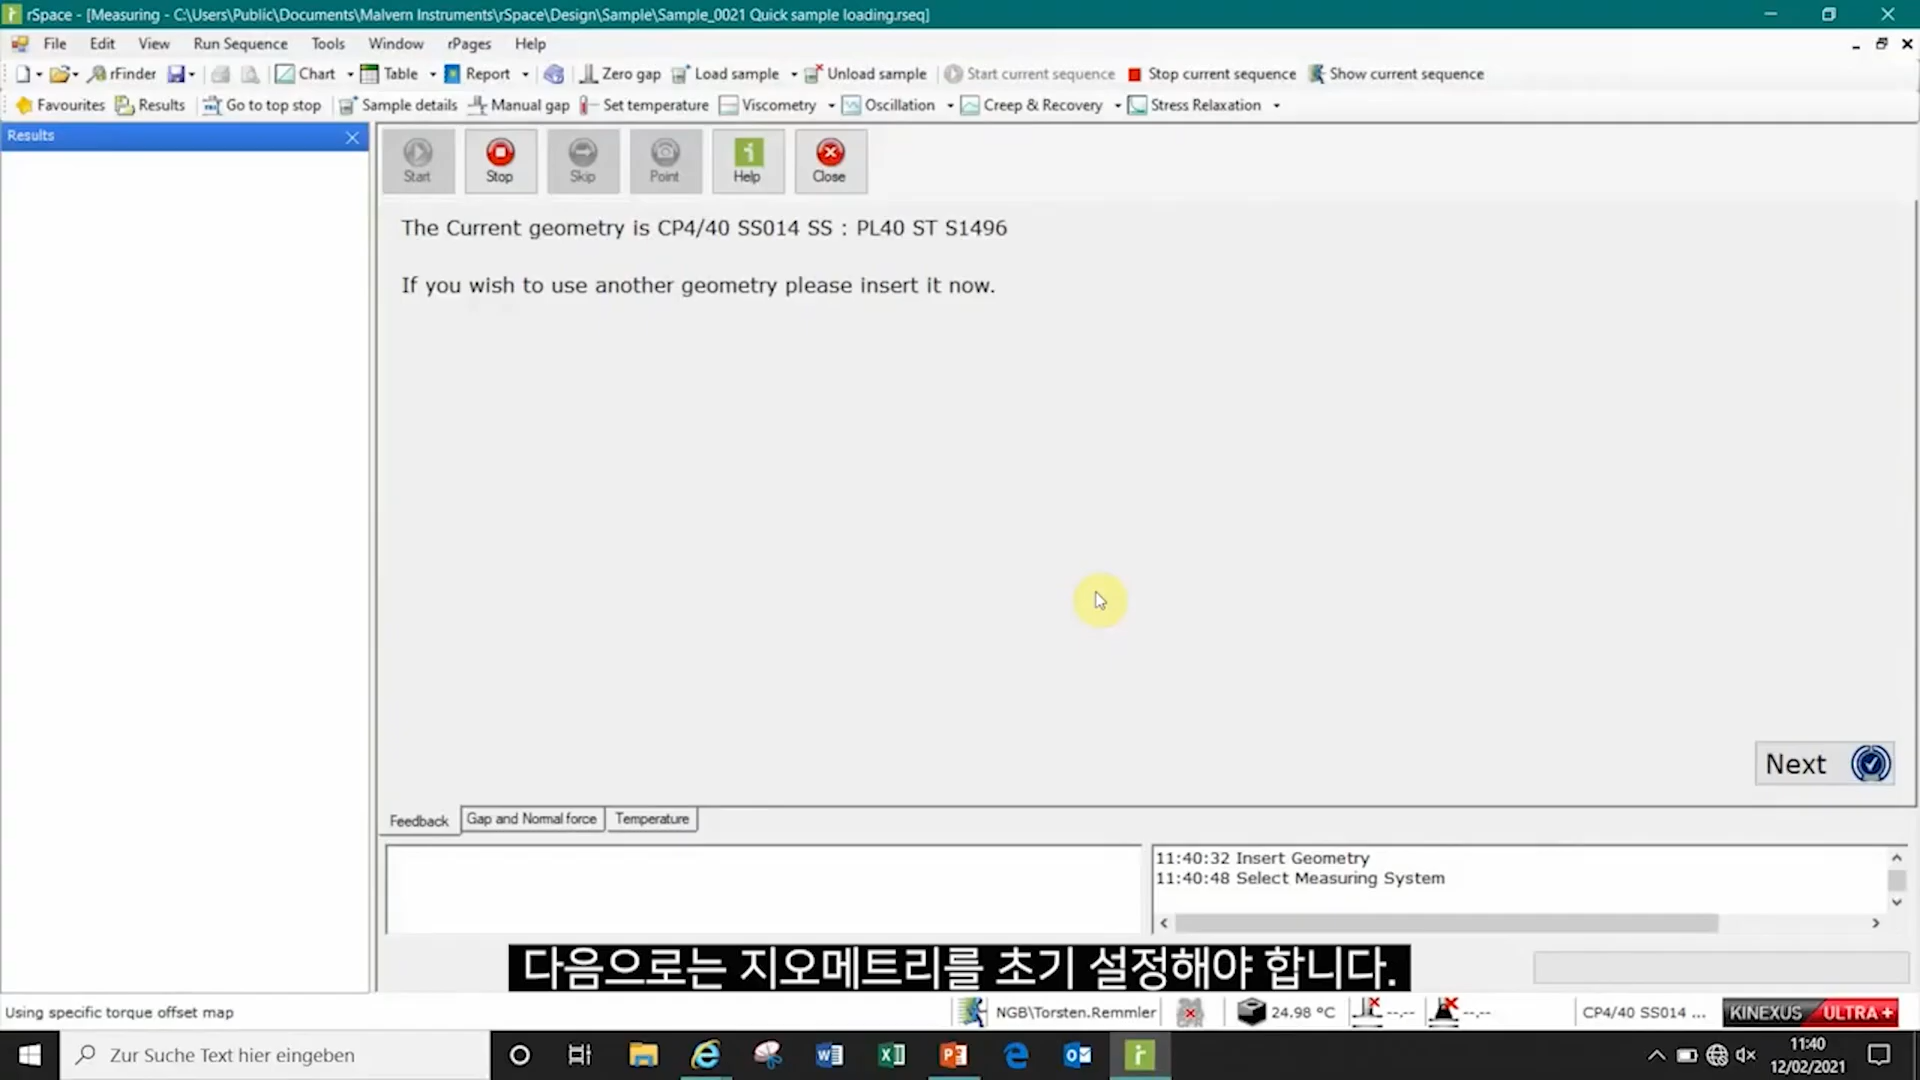 rSpace - [Measuring - C:\Users\Public\Documents\Malvern Instruments\rSpace\Design\Sample\Sample_0021 Quick sample loading.rseq]
File Edit View Run Sequence Tools Window rPages Help
rFinder Chart Table Report Zero gap Load sample Unload sample Start current sequence Stop current sequence Show current sequence
Favourites Results Go to top stop Sample details Manual gap Set temperature Viscometry Oscillation Creep & Recovery Stress Relaxation
Results
Start Stop Skip Point Help Close
The Current geometry is CP4/40 SS014 SS : PL40 ST S1496
If you wish to use another geometry please insert it now.
Next
Feedback Gap and Normal force Temperature
11:40:32 Insert Geometry
11:40:48 Select Measuring System
다음으로는 지오메트리를 초기 설정해야 합니다.
Using specific torque offset map NGB\Torsten.Remmler 24.98 °C --.-- --.-- CP4/40 SS014 ... KINEXUS ULTRA +
Zur Suche Text hier eingeben
11:40
12/02/2021